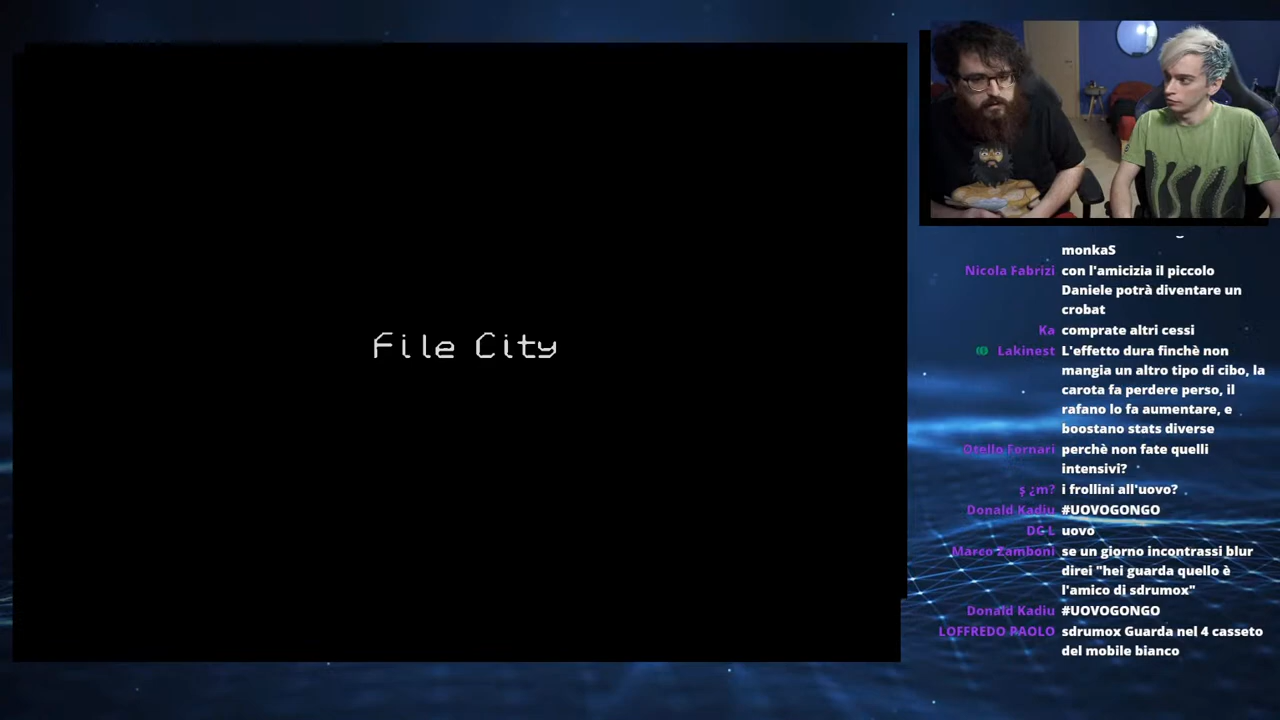 File City
monkaS
Nicola Fabrizi con l'amicizia il piccolo
Daniele potrà diventare un
crobat
Ka comprate altri cessi
Lakinest L'effetto dura finchè non
mangia un altro tipo di cibo, la
carota fa perdere perso, il
rafano lo fa aumentare, e
boostano stats diverse
Otello Fornari perchè non fate quelli
intensivi?
ş ¿m? i frollini all'uovo?
Donald Kadiu #UOVOGONGO
DC L uovo
Marco Zamboni se un giorno incontrassi blur
direi "hei guarda quello è
l'amico di sdrumox"
Donald Kadiu #UOVOGONGO
LOFFREDO PAOLO sdrumox Guarda nel 4 casseto
del mobile bianco